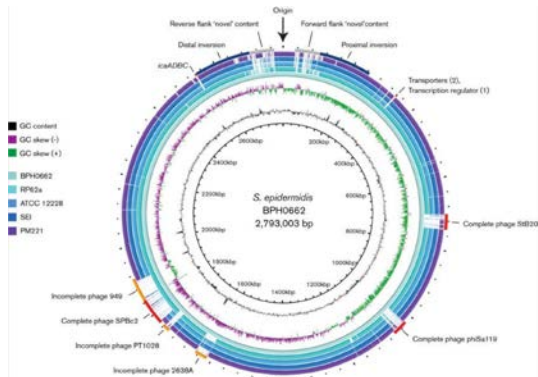 Origin
Reverse flank 'novel' content
Forward flank 'novel' content
Distal inversion
Proximal inversion
icaADBC
Transporters (2),
Transcription regulator (1)
GC content
GC skew (-)
GC skew (+)
BPH0662
RP62a
ATCC 12228
SEI
PM221
2600kbp
200kbp
2400kbp
400kbp
2200kbp
600kbp
2000kbp
800kbp
1800kbp
1000kbp
1600kbp
1200kbp
1400kbp
S. epidermidis
BPH0662
2,793,003 bp
Complete phage StB20
Incomplete phage 949
Complete phage SPBc2
Incomplete phage PT1028
Incomplete phage 2638A
Complete phage phiSa119